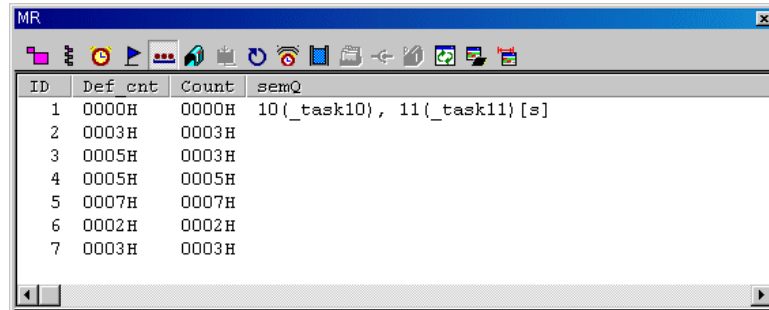 MR
ID Def_cnt Count semQ
1 0000H 0000H 10(_task10), 11(_task11)[s]
2 0003H 0003H
3 0005H 0003H
4 0005H 0005H
5 0007H 0007H
6 0002H 0002H
7 0003H 0003H